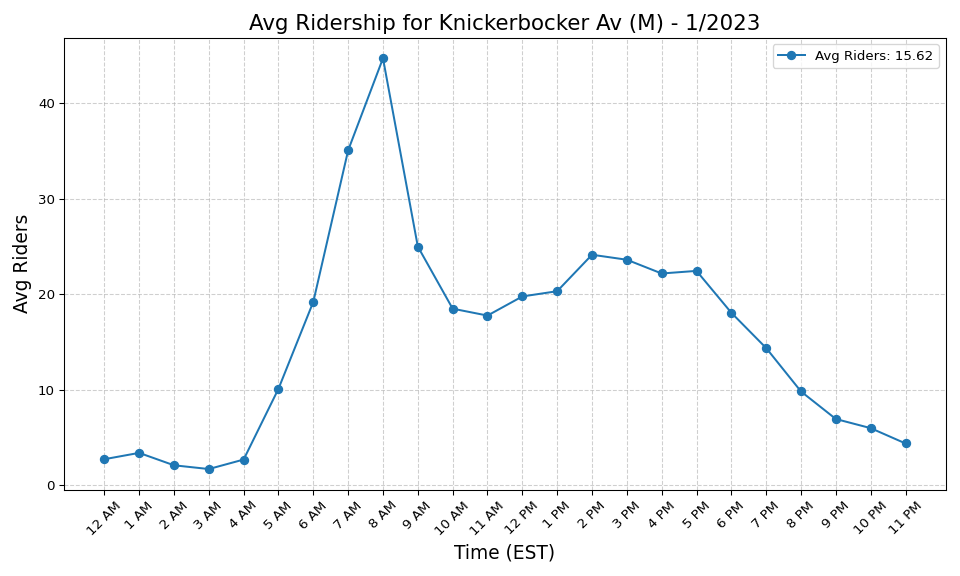 Avg Ridership for Knickerbocker Av (M) - 1/2023
Avg Riders: 15.62
Avg Riders
40
30
20
10
0
12 AM
1 AM
2 AM
3 AM
4 AM
5 AM
6 AM
7 AM
8 AM
9 AM
10 AM
11 AM
12 PM
1 PM
2 PM
3 PM
4 PM
5 PM
6 PM
7 PM
8 PM
9 PM
10 PM
11 PM
Time (EST)